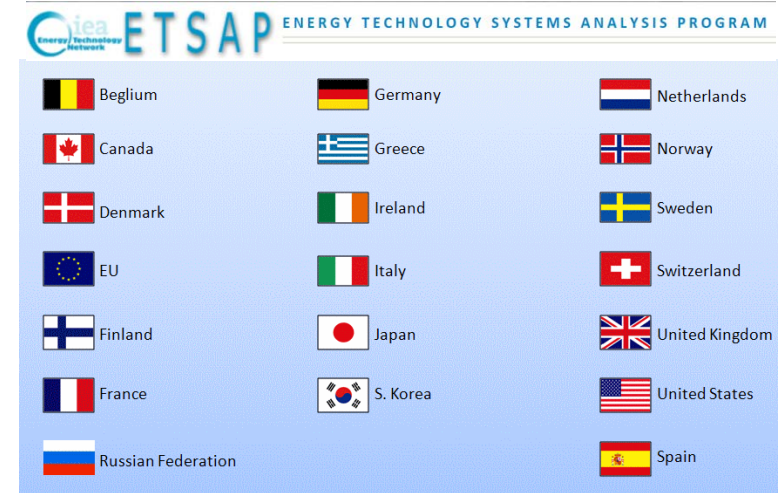 iea
Energy Technology
Network
ETSAP
ENERGY TECHNOLOGY SYSTEMS ANALYSIS PROGRAM
Beglium
Germany
Netherlands
Canada
Greece
Norway
Denmark
Ireland
Sweden
EU
Italy
Switzerland
Finland
Japan
United Kingdom
France
S. Korea
United States
Russian Federation
Spain